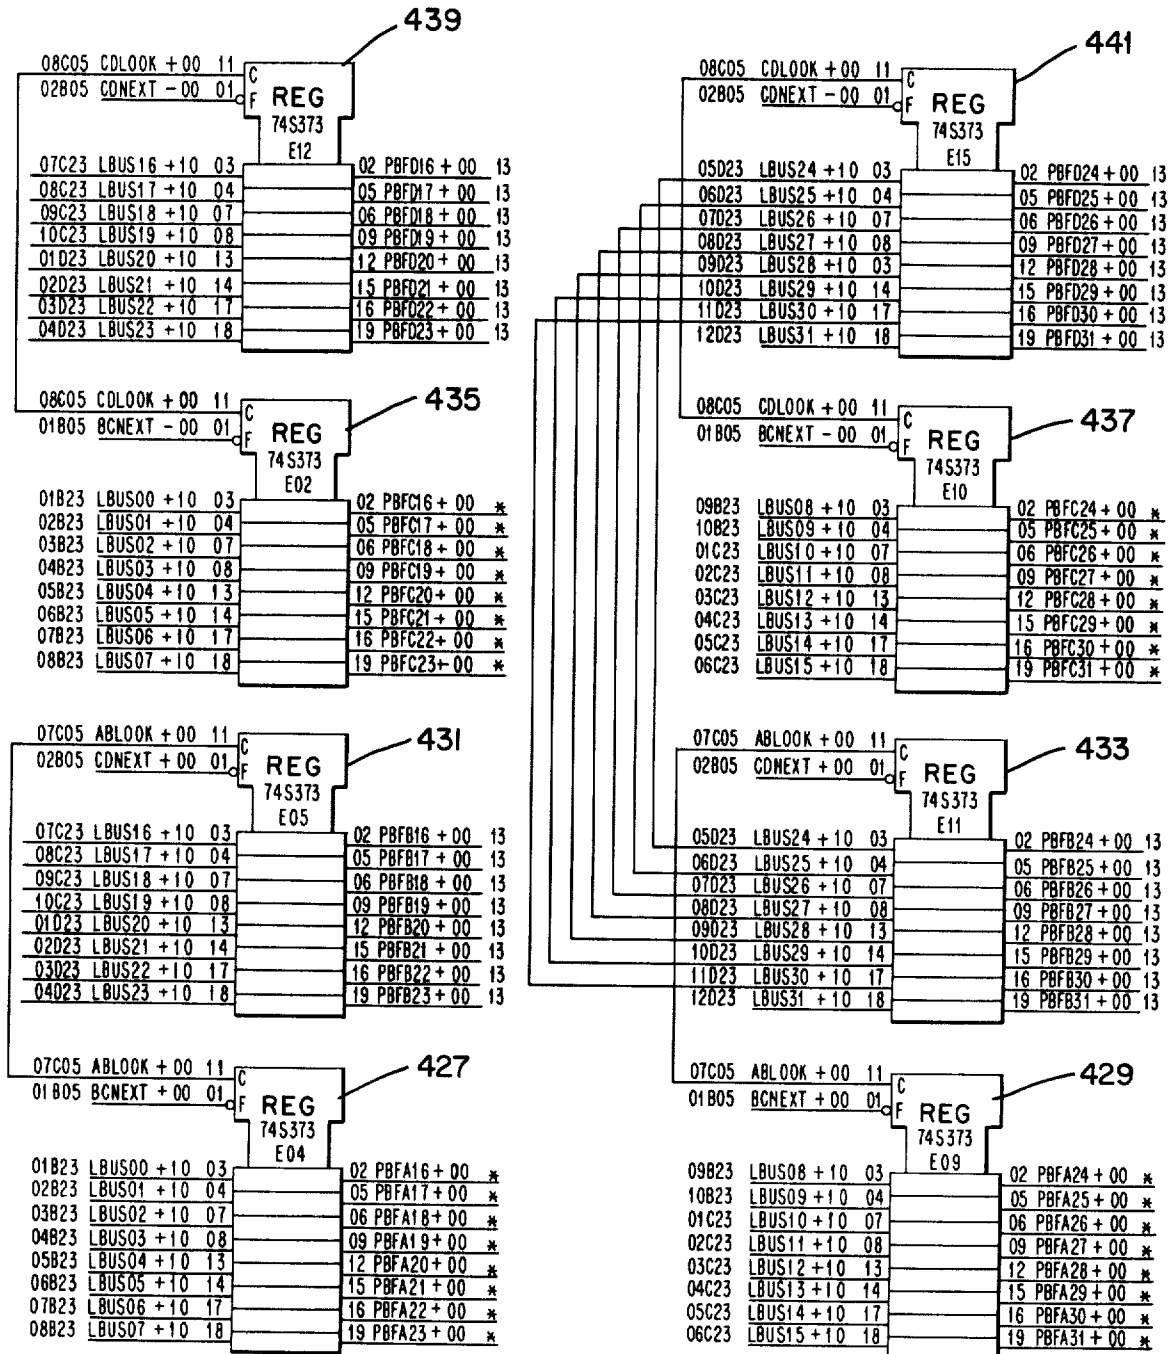 439
08C05 CDLOOK +00 11 C
02B05 CDNEXT -00 01 F
REG
74S373
E12
07C23 LBUS16 +10 03 02 PBFD16 +00 13
08C23 LBUS17 +10 04 05 PBFD17 +00 13
09C23 LBUS18 +10 07 06 PBFD18 +00 13
10C23 LBUS19 +10 08 09 PBFD19 +00 13
01D23 LBUS20 +10 13 12 PBFD20 +00 13
02D23 LBUS21 +10 14 15 PBFD21 +00 13
03D23 LBUS22 +10 17 16 PBFD22 +00 13
04D23 LBUS23 +10 18 19 PBFD23 +00 13
435
08C05 CDLOOK +00 11 C
01B05 BCNEXT -00 01 F
REG
74S373
E02
01B23 LBUS00 +10 03 02 PBFC16 +00 *
02B23 LBUS01 +10 04 05 PBFC17 +00 *
03B23 LBUS02 +10 07 06 PBFC18 +00 *
04B23 LBUS03 +10 08 09 PBFC19 +00 *
05B23 LBUS04 +10 13 12 PBFC20 +00 *
06B23 LBUS05 +10 14 15 PBFC21 +00 *
07B23 LBUS06 +10 17 16 PBFC22 +00 *
08B23 LBUS07 +10 18 19 PBFC23 +00 *
431
07C05 ABLOOK +00 11 C
02B05 CDNEXT +00 01 F
REG
74S373
E05
07C23 LBUS16 +10 03 02 PBFB16 +00 13
08C23 LBUS17 +10 04 05 PBFB17 +00 13
09C23 LBUS18 +10 07 06 PBFB18 +00 13
10C23 LBUS19 +10 08 09 PBFB19 +00 13
01D23 LBUS20 +10 13 12 PBFB20 +00 13
02D23 LBUS21 +10 14 15 PBFB21 +00 13
03D23 LBUS22 +10 17 16 PBFB22 +00 13
04D23 LBUS23 +10 18 19 PBFB23 +00 13
427
07C05 ABLOOK +00 11 C
01B05 BCNEXT +00 01 F
REG
74S373
E04
01B23 LBUS00 +10 03 02 PBFA16 +00 *
02B23 LBUS01 +10 04 05 PBFA17 +00 *
03B23 LBUS02 +10 07 06 PBFA18 +00 *
04B23 LBUS03 +10 08 09 PBFA19 +00 *
05B23 LBUS04 +10 13 12 PBFA20 +00 *
06B23 LBUS05 +10 14 15 PBFA21 +00 *
07B23 LBUS06 +10 17 16 PBFA22 +00 *
08B23 LBUS07 +10 18 19 PBFA23 +00 *
441
08C05 CDLOOK +00 11 C
02B05 CDNEXT -00 01 F
REG
74S373
E15
05D23 LBUS24 +10 03 02 PBFD24 +00 13
06D23 LBUS25 +10 04 05 PBFD25 +00 13
07D23 LBUS26 +10 07 06 PBFD26 +00 13
08D23 LBUS27 +10 08 09 PBFD27 +00 13
09D23 LBUS28 +10 03 12 PBFD28 +00 13
10D23 LBUS29 +10 14 15 PBFD29 +00 13
11D23 LBUS30 +10 17 16 PBFD30 +00 13
12D23 LBUS31 +10 18 19 PBFD31 +00 13
437
08C05 CDLOOK +00 11 C
01B05 BCNEXT -00 01 F
REG
74S373
E10
09B23 LBUS08 +10 03 02 PBFC24 +00 *
10B23 LBUS09 +10 04 05 PBFC25 +00 *
01C23 LBUS10 +10 07 06 PBFC26 +00 *
02C23 LBUS11 +10 08 09 PBFC27 +00 *
03C23 LBUS12 +10 13 12 PBFC28 +00 *
04C23 LBUS13 +10 14 15 PBFC29 +00 *
05C23 LBUS14 +10 17 16 PBFC30 +00 *
06C23 LBUS15 +10 18 19 PBFC31 +00 *
433
07C05 ABLOOK +00 11 C
02B05 CDNEXT +00 01 F
REG
74S373
E11
05D23 LBUS24 +10 03 02 PBFB24 +00 13
06D23 LBUS25 +10 04 05 PBFB25 +00 13
07D23 LBUS26 +10 07 06 PBFB26 +00 13
08D23 LBUS27 +10 08 09 PBFB27 +00 13
09D23 LBUS28 +10 13 12 PBFB28 +00 13
10D23 LBUS29 +10 14 15 PBFB29 +00 13
11D23 LBUS30 +10 17 16 PBFB30 +00 13
12D23 LBUS31 +10 18 19 PBFB31 +00 13
429
07C05 ABLOOK +00 11 C
01B05 BCNEXT +00 01 F
REG
74S373
E09
09B23 LBUS08 +10 03 02 PBFA24 +00 *
10B23 LBUS09 +10 04 05 PBFA25 +00 *
01C23 LBUS10 +10 07 06 PBFA26 +00 *
02C23 LBUS11 +10 08 09 PBFA27 +00 *
03C23 LBUS12 +10 13 12 PBFA28 +00 *
04C23 LBUS13 +10 14 15 PBFA29 +00 *
05C23 LBUS14 +10 17 16 PBFA30 +00 *
06C23 LBUS15 +10 18 19 PBFA31 +00 *